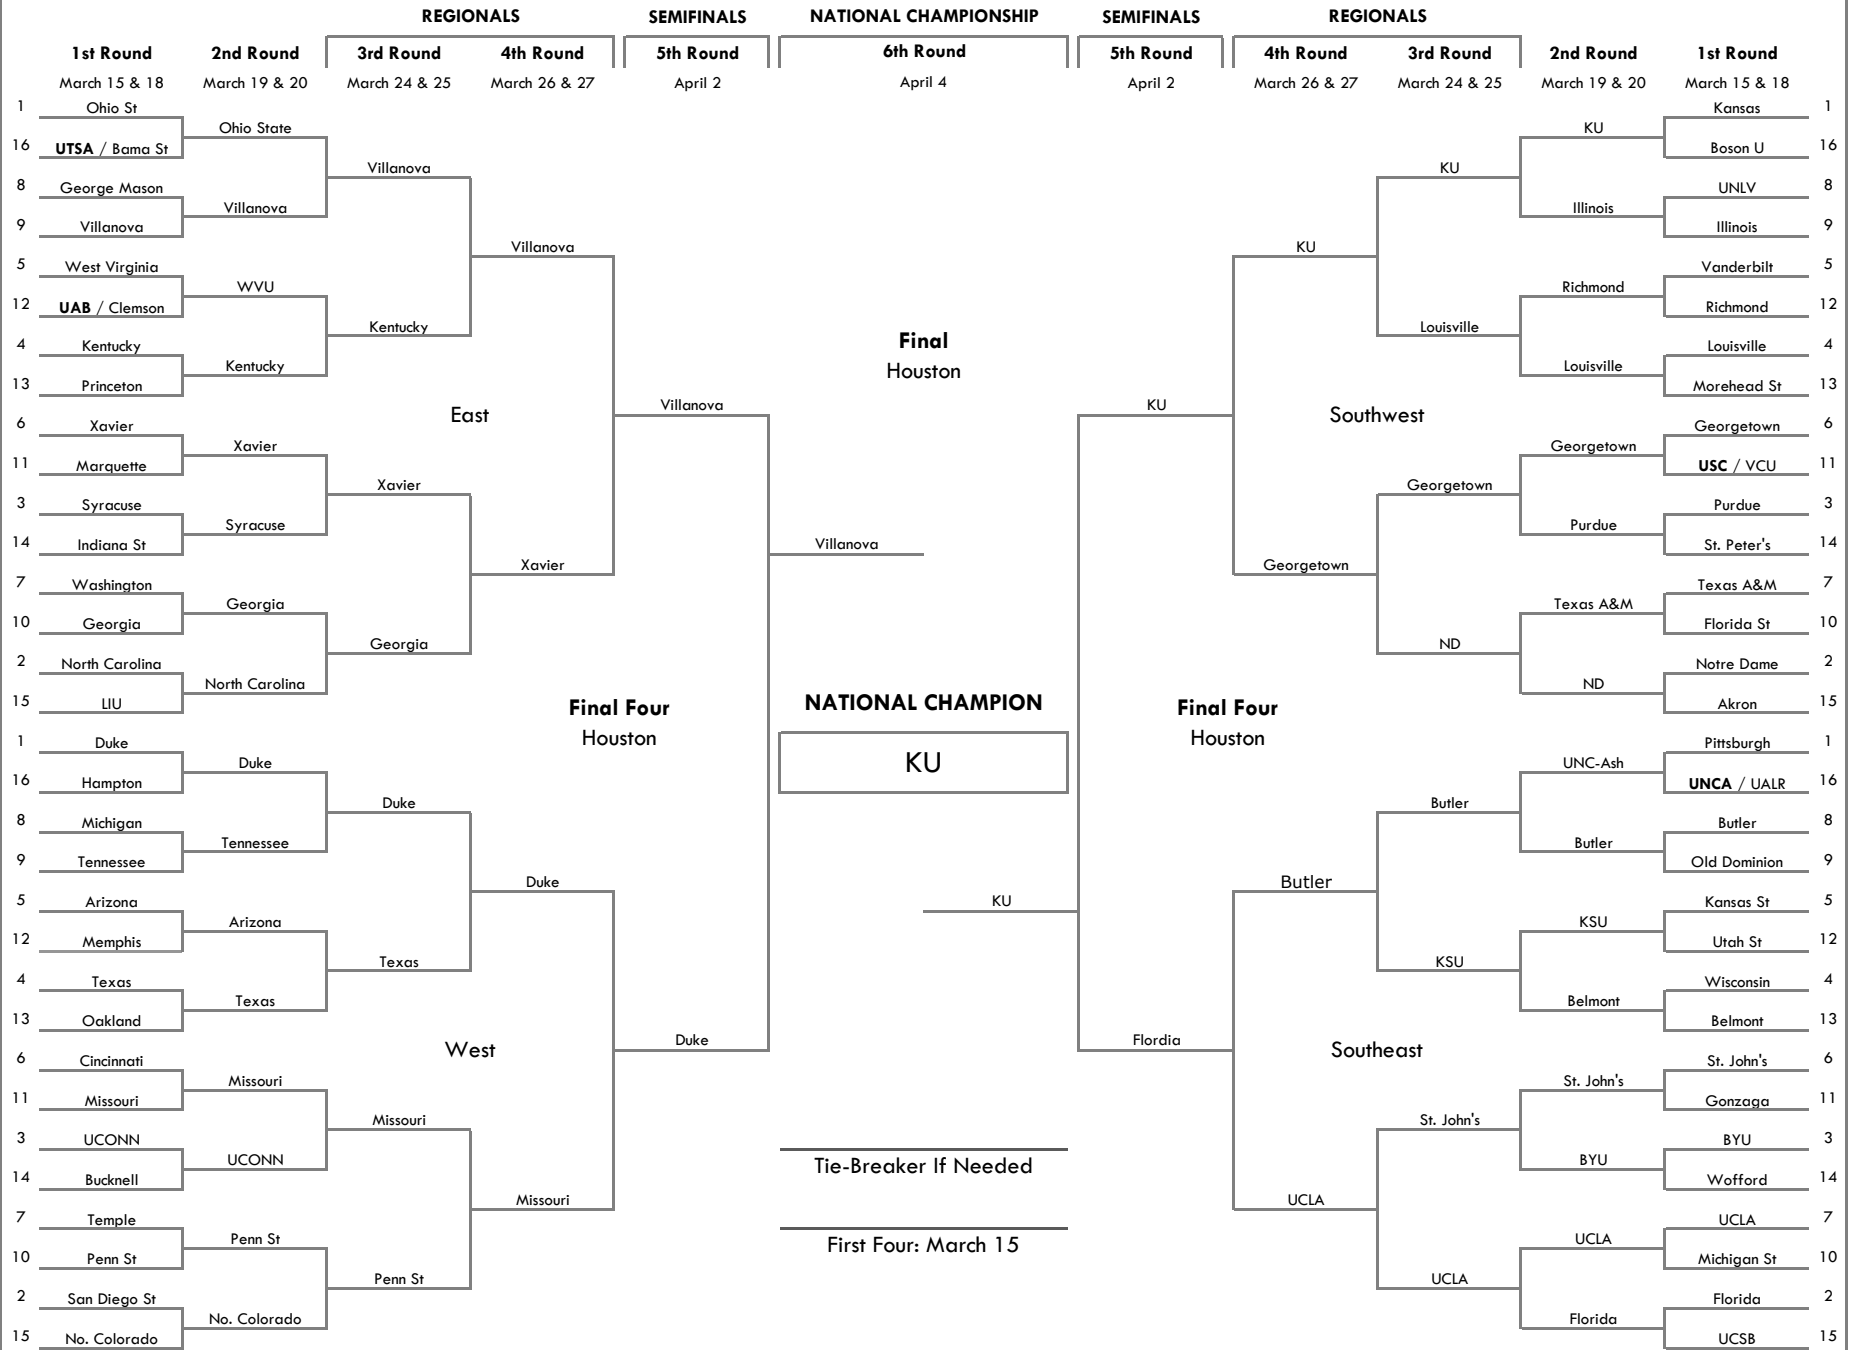 REGIONALS SEMIFINALS NATIONAL CHAMPIONSHIP SEMIFINALS REGIONALS
1st Round 2nd Round 3rd Round 4th Round 5th Round 6th Round 5th Round 4th Round 3rd Round 2nd Round 1st Round
March 15 & 18 March 19 & 20 March 24 & 25 March 26 & 27 April 2 April 4 April 2 March 26 & 27 March 24 & 25 March 19 & 20 March 15 & 18
1 Ohio St Kansas 1
Ohio State KU
16 UTSA / Bama St Boson U 16
Villanova KU
8 George Mason UNLV 8
Villanova Illinois
9 Villanova Illinois 9
Villanova KU
5 West Virginia Vanderbilt 5
WVU Richmond
12 UAB / Clemson Richmond 12
Kentucky Louisville
Final
4 Kentucky Louisville 4
Kentucky Louisville
Houston
13 Princeton Morehead St 13
Villanova KU
East Southwest
6 Xavier Georgetown 6
Xavier Georgetown
11 Marquette USC / VCU 11
Xavier Georgetown
3 Syracuse Purdue 3
Syracuse Purdue
14 Indiana St St. Peter's 14
Villanova
Xavier Georgetown
7 Washington Texas A&M 7
Georgia Texas A&M
10 Georgia Florida St 10
Georgia ND
2 North Carolina Notre Dame 2
North Carolina ND
15 LIU Akron 15
Final Four NATIONAL CHAMPION Final Four
Houston Houston
1 Duke Pittsburgh 1
Duke KU UNC-Ash
16 Hampton UNCA / UALR 16
Duke Butler
8 Michigan Butler 8
Tennessee Butler
9 Tennessee Old Dominion 9
Duke Butler
5 Arizona KU Kansas St 5
Arizona KSU
12 Memphis Utah St 12
Texas KSU
4 Texas Wisconsin 4
Texas Belmont
13 Oakland Belmont 13
Duke Flordia
West Southeast
6 Cincinnati St. John's 6
Missouri St. John's
11 Missouri Gonzaga 11
Missouri St. John's
3 UCONN BYU 3
UCONN BYU
Tie-Breaker If Needed
14 Bucknell Wofford 14
Missouri UCLA
7 Temple UCLA 7
Penn St UCLA
First Four: March 15
10 Penn St Michigan St 10
Penn St UCLA
2 San Diego St Florida 2
No. Colorado Florida
15 No. Colorado UCSB 15